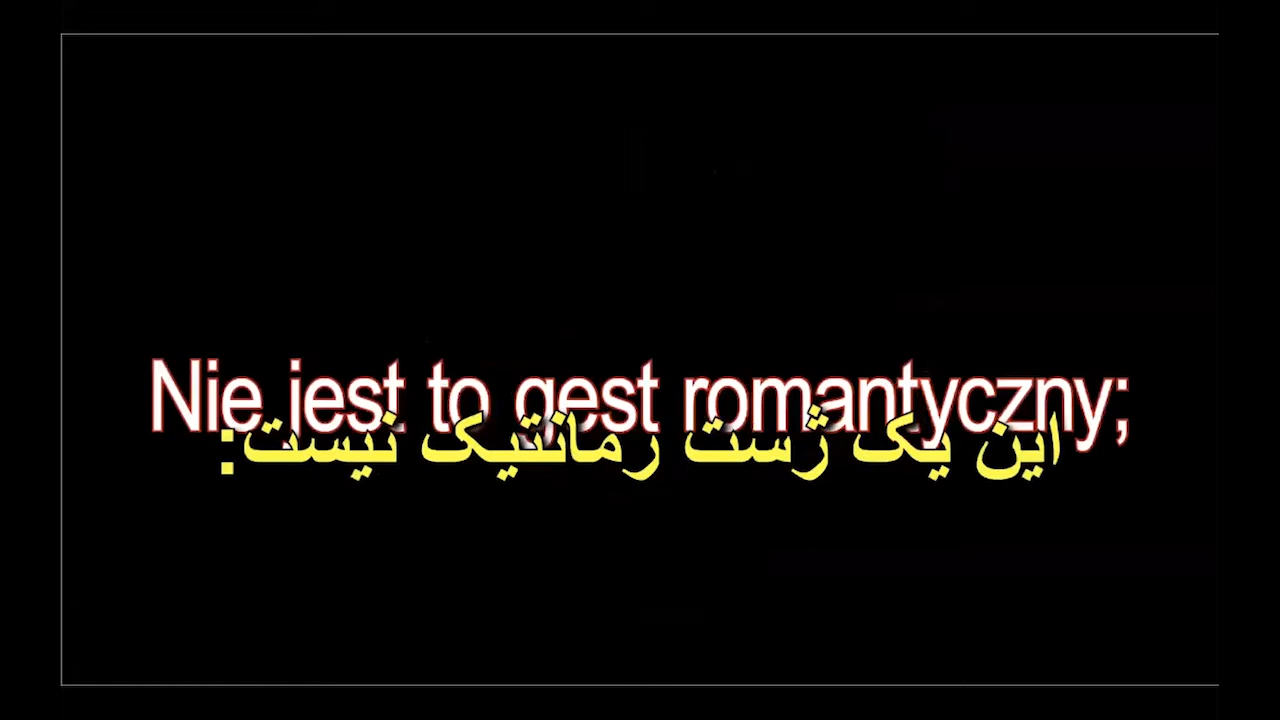 Nie jest to gest romantyczny;
این یک ژست رمانتیک نیست: